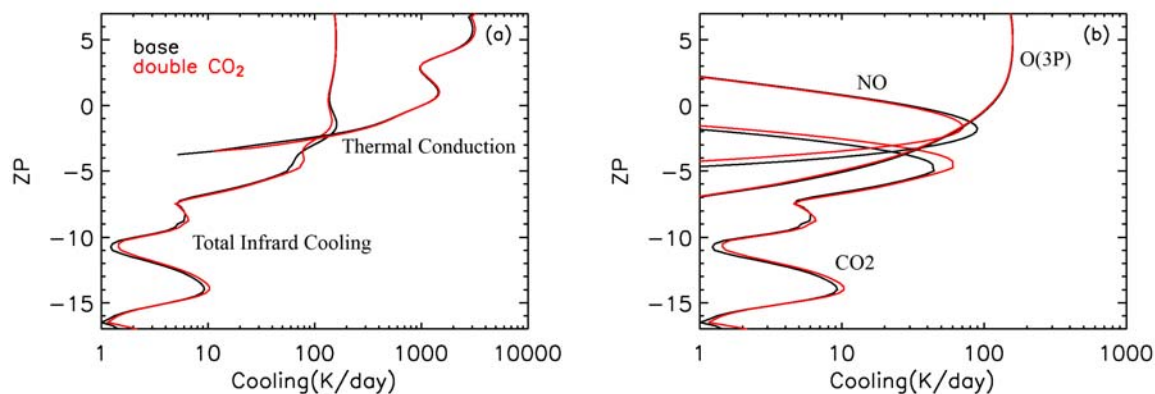 (a)
base
double CO₂
5
0
−5
−10
−15
ZP
Thermal Conduction
Total Infrard Cooling
1 10 100 1000 10000
Cooling(K/day)
(b)
O(3P)
NO
5
0
−5
−10
−15
ZP
CO2
1 10 100 1000
Cooling(K/day)